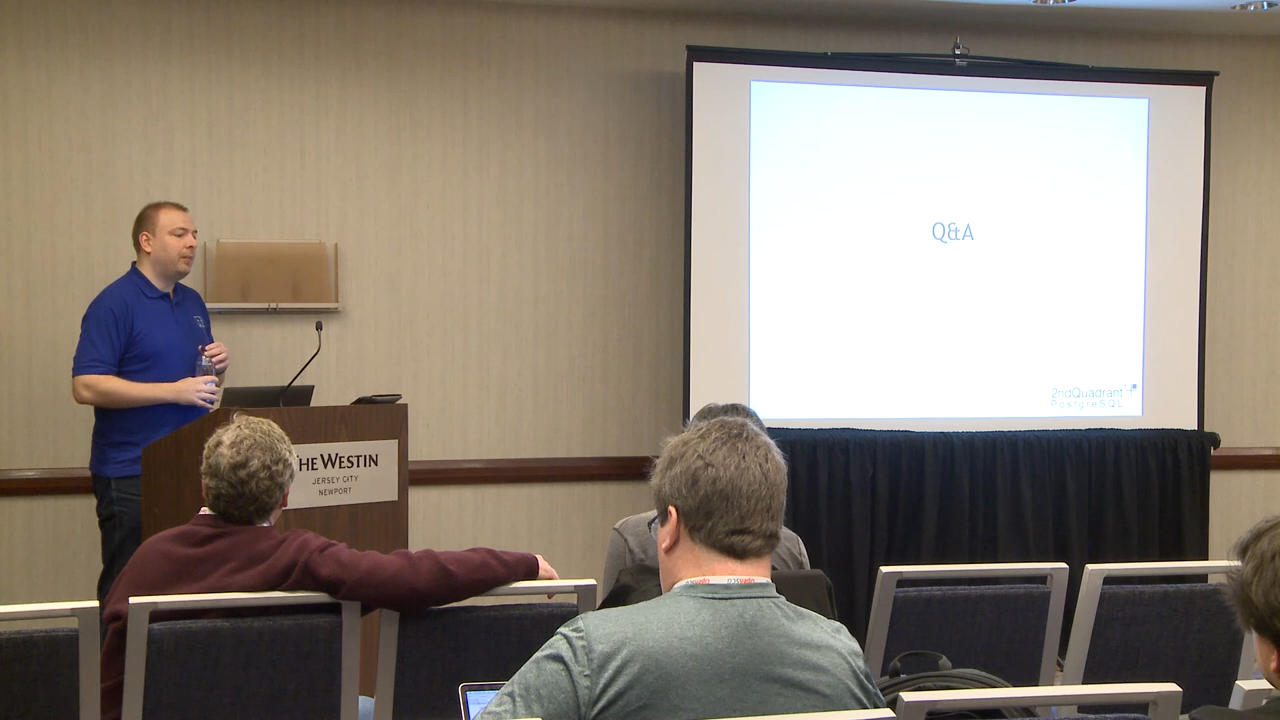 Q&A
2ndQuadrant
PostgreSQL
THE WESTIN
JERSEY CITY
NEWPORT